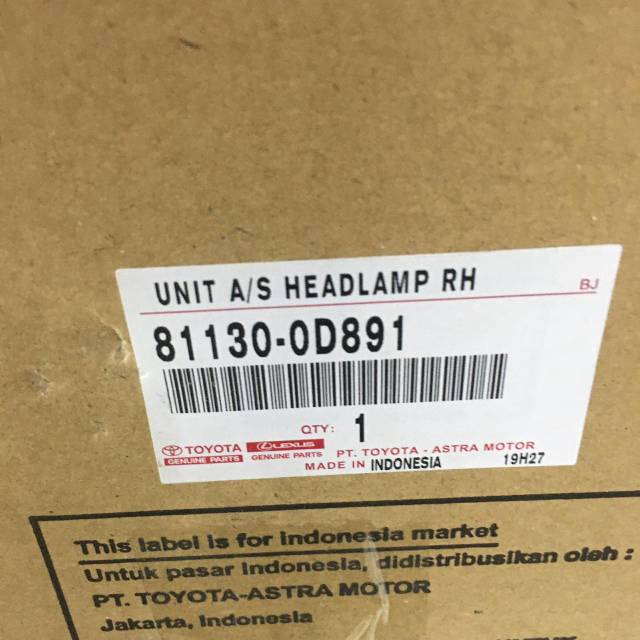 UNIT A/S HEADLAMP RH BJ
81130-0D891
QTY: 1
TOYOTA LEXUS PT. TOYOTA - ASTRA MOTOR
GENUINE PARTS GENUINE PARTS
MADE IN INDONESIA 19H27
This label is for Indonesia market
Untuk pasar Indonesia, didistribusikan oleh :
PT. TOYOTA-ASTRA MOTOR
Jakarta, Indonesia